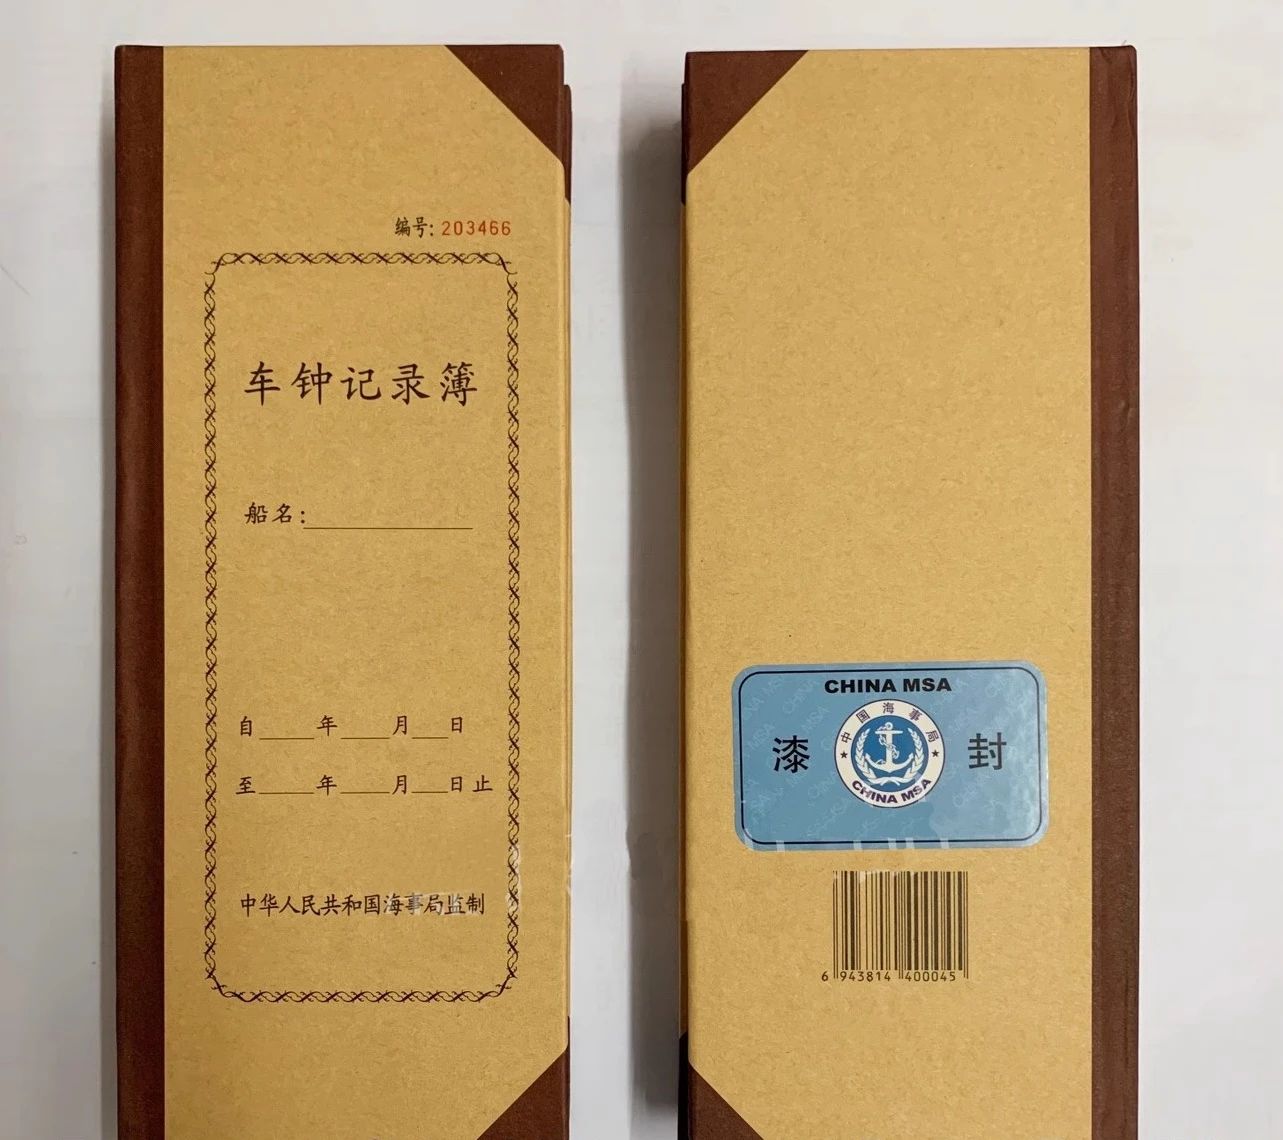 编号: 203466
车钟记录簿
船名:
自 年 月 日
至 年 月 日止
中华人民共和国海事局监制
CHINA MSA
漆 封
中国海事局
CHINA MSA
6 943814 400045